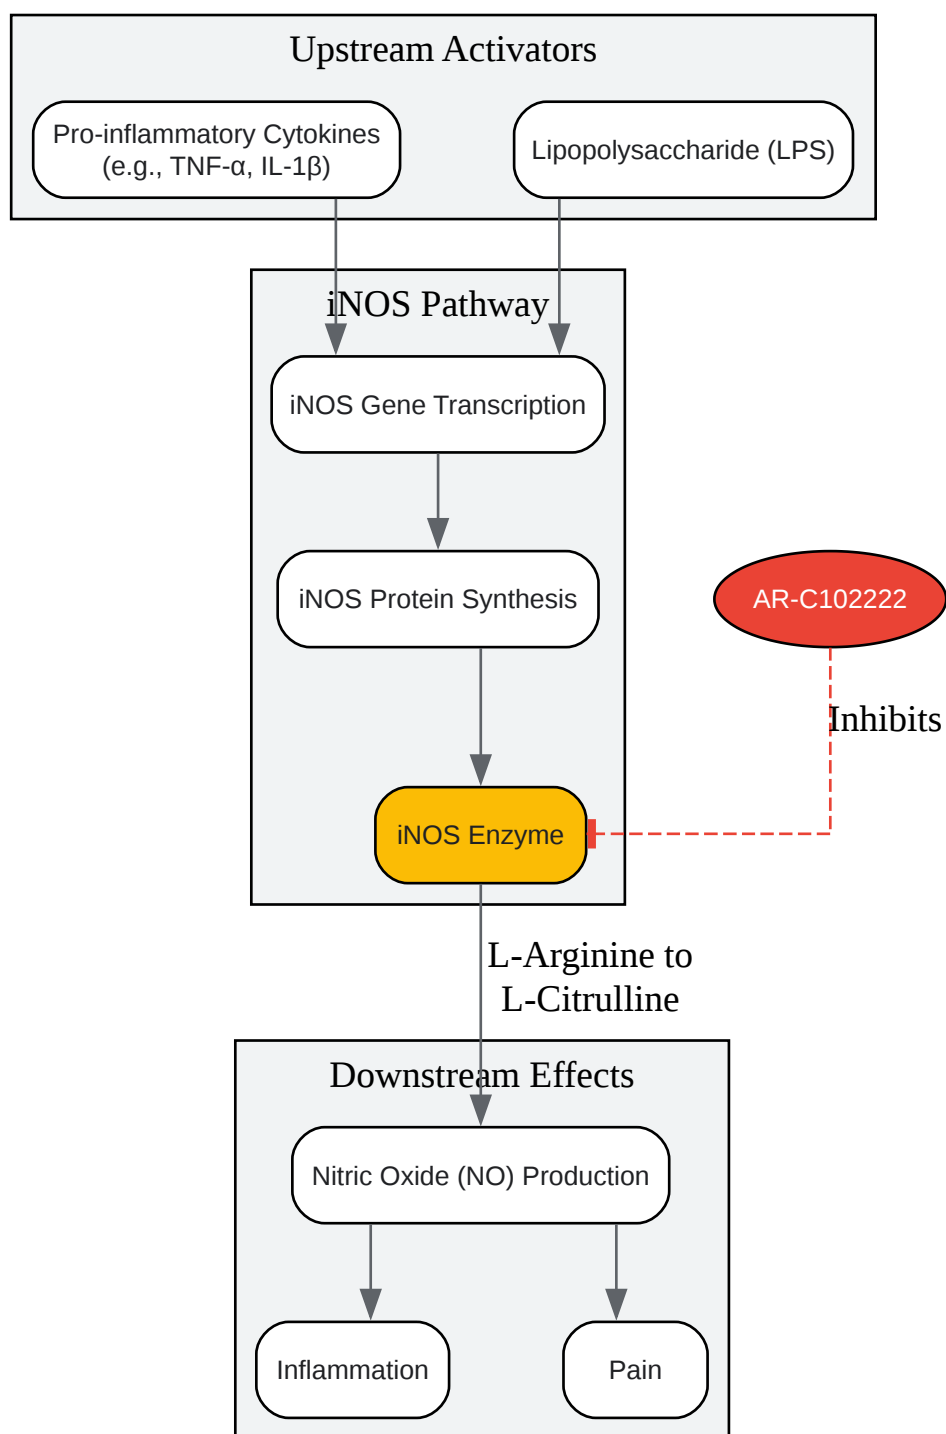 Upstream Activators
Pro-inflammatory Cytokines
(e.g., TNF-α, IL-1β)
Lipopolysaccharide (LPS)
iNOS Pathway
iNOS Gene Transcription
iNOS Protein Synthesis
AR-C102222
Inhibits
iNOS Enzyme
L-Arginine to
L-Citrulline
Downstream Effects
Nitric Oxide (NO) Production
Inflammation
Pain